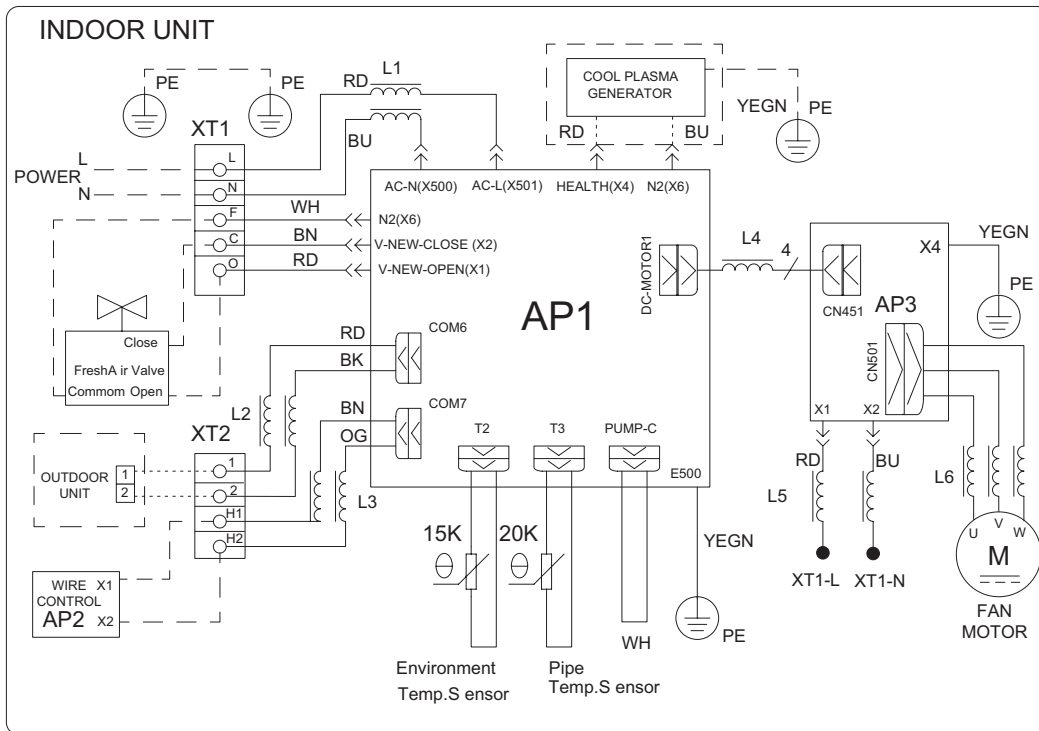 INDOOR UNIT
PE
PE
RD
L1
BU
COOL PLASMA
GENERATOR
YEGN
PE
RD
BU
XT1
L
POWER
N
L
N
F
C
O
WH
BN
RD
AC-N(X500)
AC-L(X501)
HEALTH(X4)
N2(X6)
N2(X6)
V-NEW-CLOSE (X2)
V-NEW-OPEN(X1)
DC-MOTOR1
L4
4
X4
YEGN
PE
CN451
AP3
CN501
X1
X2
AP1
Close
FreshA ir Valve
Commom Open
RD
BK
COM6
L2
BN
OG
COM7
XT2
1
2
H1
H2
L3
OUTDOOR
UNIT
1
2
WIRE X1
CONTROL
AP2 X2
T2
T3
PUMP-C
E500
15K
20K
YEGN
PE
WH
Environment
Temp.S ensor
Pipe
Temp.S ensor
RD
BU
L5
L6
XT1-L
XT1-N
U
V
W
M
FAN
MOTOR